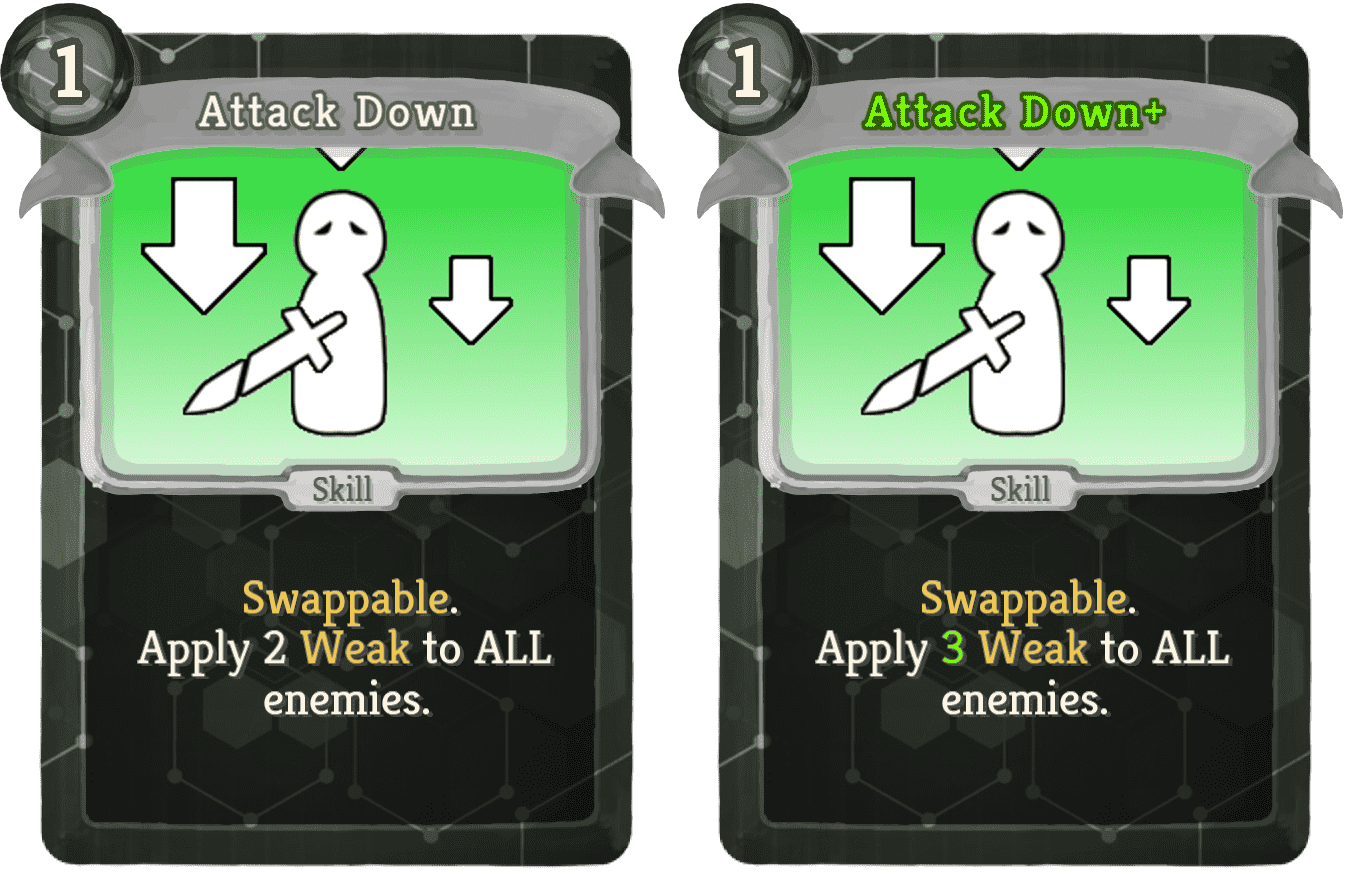 1
Attack Down
Skill
Swappable.
Apply 2 Weak to ALL
enemies.
1
Attack Down+
Skill
Swappable.
Apply 3 Weak to ALL
enemies.